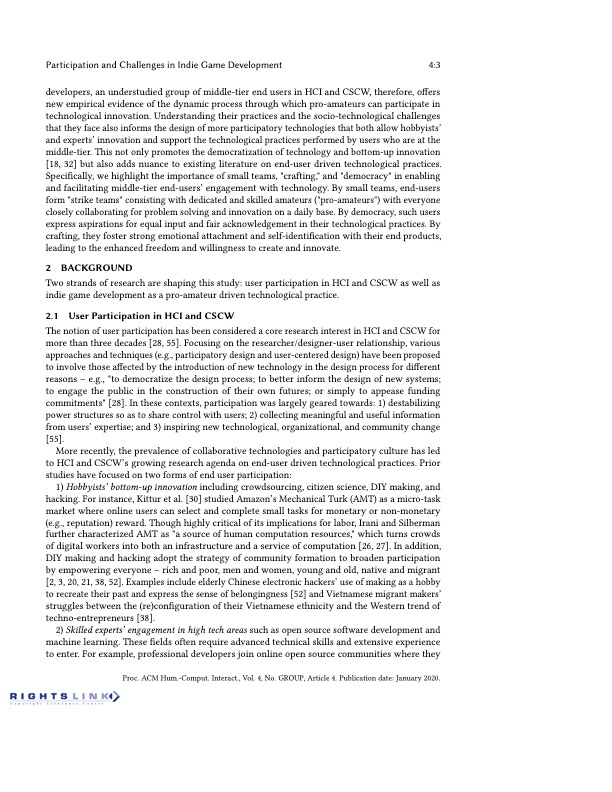 Participation and Challenges in Indie Game Development 4:3
developers, an understudied group of middle-tier end users in HCI and CSCW, therefore, offers
new empirical evidence of the dynamic process through which pro-amateurs can participate in
technological innovation. Understanding their practices and the socio-technological challenges
that they face also informs the design of more participatory technologies that both allow hobbyists'
and experts' innovation and support the technological practices performed by users who are at the
middle-tier. This not only promotes the democratization of technology and bottom-up innovation
[18, 32] but also adds nuance to existing literature on end-user driven technological practices.
Specifically, we highlight the importance of small teams, "crafting," and "democracy" in enabling
and facilitating middle-tier end-users' engagement with technology. By small teams, end-users
form "strike teams" consisting with dedicated and skilled amateurs ("pro-amateurs") with everyone
closely collaborating for problem solving and innovation on a daily base. By democracy, such users
express aspirations for equal input and fair acknowledgement in their technological practices. By
crafting, they foster strong emotional attachment and self-identification with their end products,
leading to the enhanced freedom and willingness to create and innovate.
2 BACKGROUND
Two strands of research are shaping this study: user participation in HCI and CSCW as well as
indie game development as a pro-amateur driven technological practice.
2.1 User Participation in HCI and CSCW
The notion of user participation has been considered a core research interest in HCI and CSCW for
more than three decades [28, 55]. Focusing on the researcher/designer-user relationship, various
approaches and techniques (e.g., participatory design and user-centered design) have been proposed
to involve those affected by the introduction of new technology in the design process for different
reasons – e.g., "to democratize the design process; to better inform the design of new systems;
to engage the public in the construction of their own futures; or simply to appease funding
commitments" [28]. In these contexts, participation was largely geared towards: 1) destabilizing
power structures so as to share control with users; 2) collecting meaningful and useful information
from users' expertise; and 3) inspiring new technological, organizational, and community change
[55].
More recently, the prevalence of collaborative technologies and participatory culture has led
to HCI and CSCW's growing research agenda on end-user driven technological practices. Prior
studies have focused on two forms of end user participation:
1) Hobbyists' bottom-up innovation including crowdsourcing, citizen science, DIY making, and
hacking. For instance, Kittur et al. [30] studied Amazon's Mechanical Turk (AMT) as a micro-task
market where online users can select and complete small tasks for monetary or non-monetary
(e.g., reputation) reward. Though highly critical of its implications for labor, Irani and Silberman
further characterized AMT as "a source of human computation resources," which turns crowds
of digital workers into both an infrastructure and a service of computation [26, 27]. In addition,
DIY making and hacking adopt the strategy of community formation to broaden participation
by empowering everyone – rich and poor, men and women, young and old, native and migrant
[2, 3, 20, 21, 38, 52]. Examples include elderly Chinese electronic hackers' use of making as a hobby
to recreate their past and express the sense of belongingness [52] and Vietnamese migrant makers'
struggles between the (re)configuration of their Vietnamese ethnicity and the Western trend of
techno-entrepreneurs [38].
2) Skilled experts' engagement in high tech areas such as open source software development and
machine learning. These fields often require advanced technical skills and extensive experience
to enter. For example, professional developers join online open source communities where they
Proc. ACM Hum.-Comput. Interact., Vol. 4, No. GROUP, Article 4. Publication date: January 2020.
RIGHTSLINK
Copyright Clearance Center